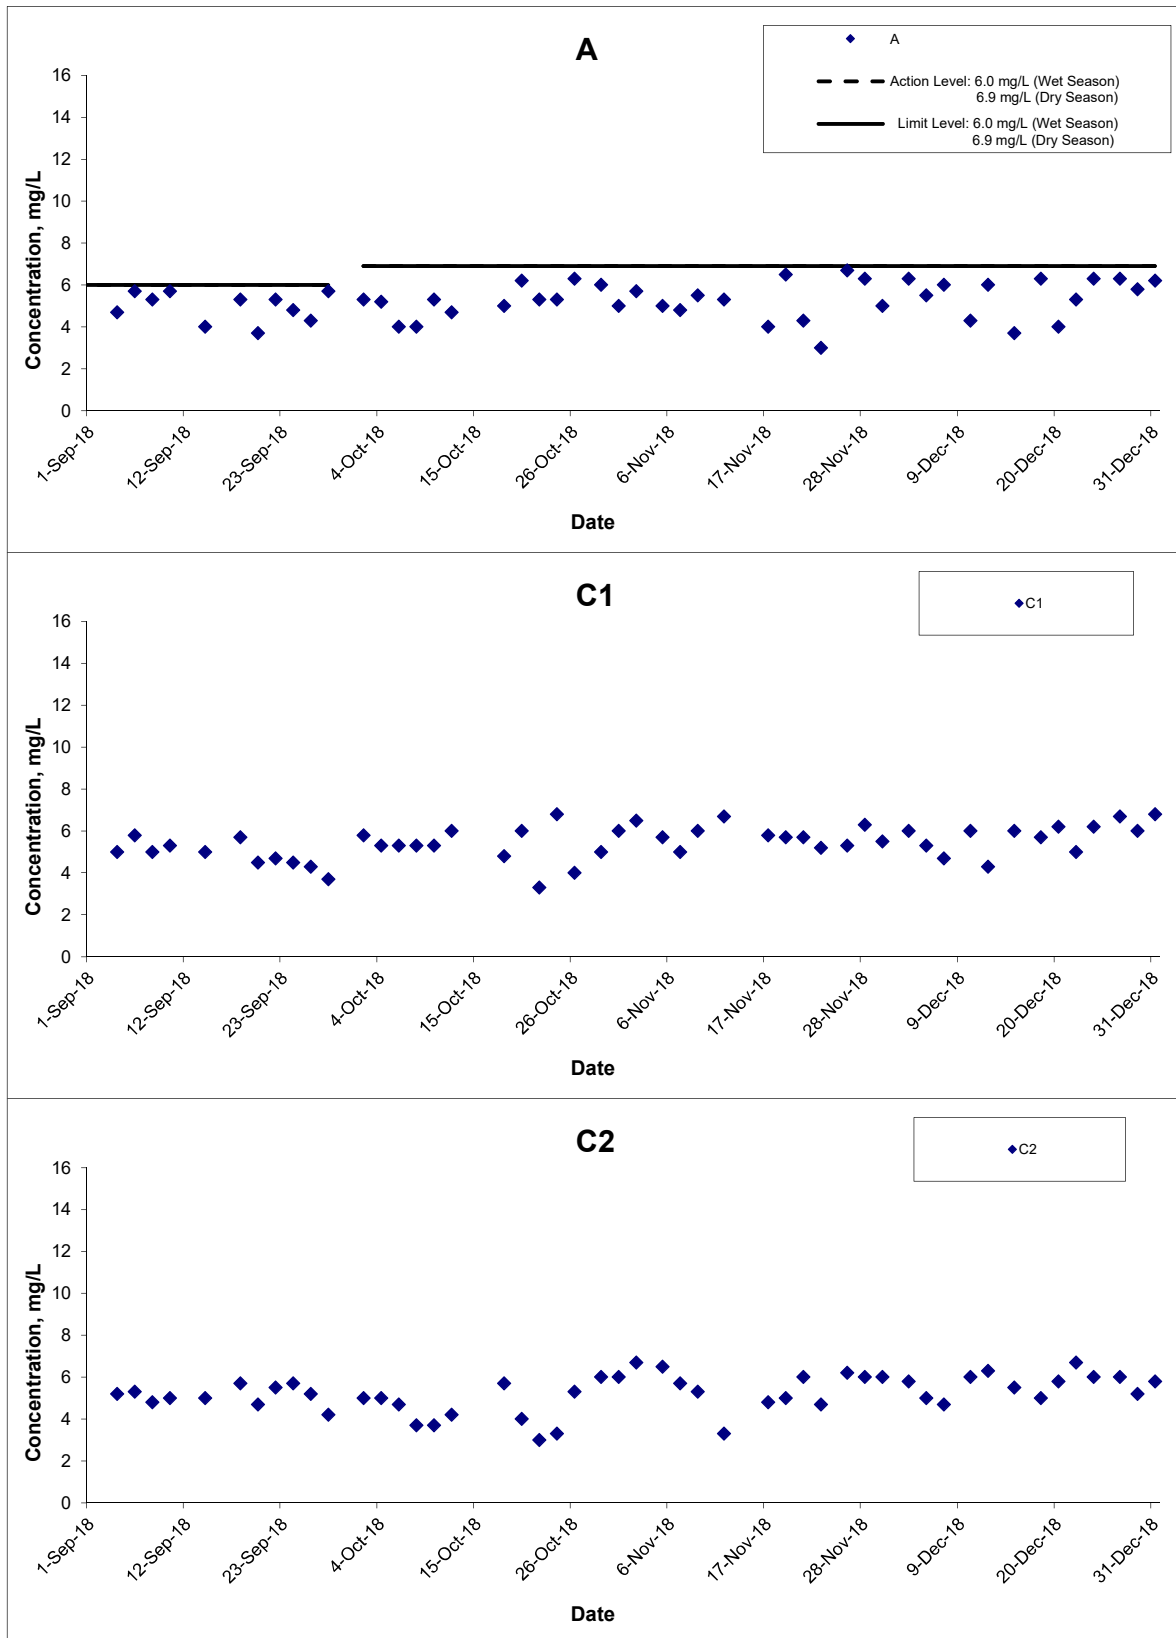 A
A
Action Level: 6.0 mg/L (Wet Season)
6.9 mg/L (Dry Season)
Limit Level: 6.0 mg/L (Wet Season)
6.9 mg/L (Dry Season)
Concentration, mg/L
16
14
12
10
8
6
4
2
0
1-Sep-18
12-Sep-18
23-Sep-18
4-Oct-18
15-Oct-18
26-Oct-18
6-Nov-18
17-Nov-18
28-Nov-18
9-Dec-18
20-Dec-18
31-Dec-18
Date
C1
C1
Concentration, mg/L
16
14
12
10
8
6
4
2
0
1-Sep-18
12-Sep-18
23-Sep-18
4-Oct-18
15-Oct-18
26-Oct-18
6-Nov-18
17-Nov-18
28-Nov-18
9-Dec-18
20-Dec-18
31-Dec-18
Date
C2
C2
Concentration, mg/L
16
14
12
10
8
6
4
2
0
1-Sep-18
12-Sep-18
23-Sep-18
4-Oct-18
15-Oct-18
26-Oct-18
6-Nov-18
17-Nov-18
28-Nov-18
9-Dec-18
20-Dec-18
31-Dec-18
Date